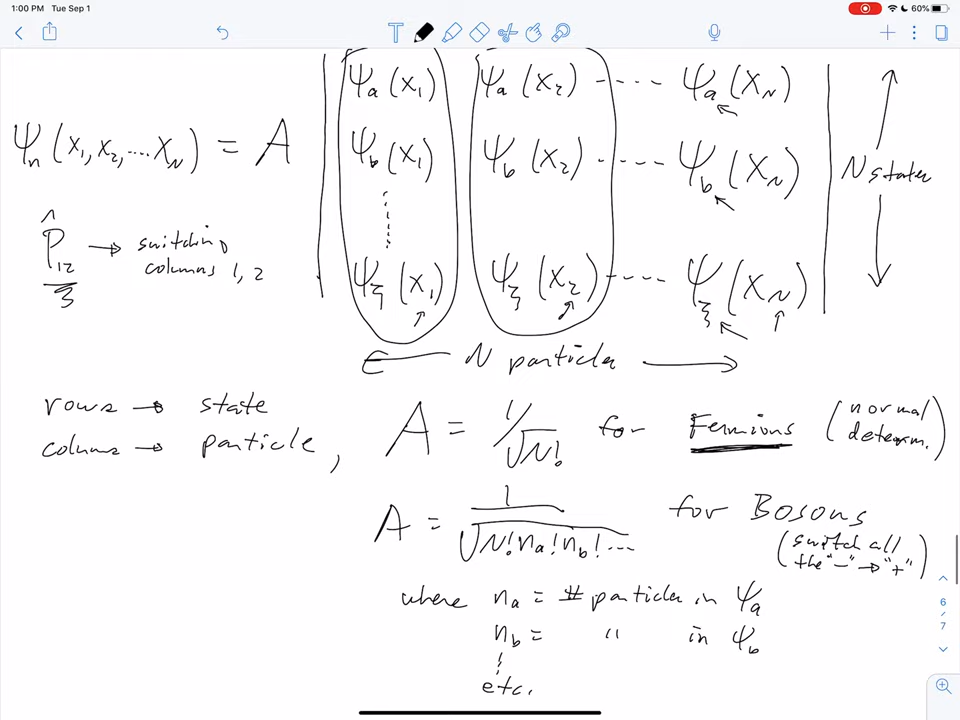 1:00 PM Tue Sep 1
60%
T
ψa(x1) ψa(x2) ---- ψa(xN)
ψn(x1, x2, ....xN) = A
ψb(x1) ψb(x2) ---- ψb(xN)
N states
P̂12 → switching
columns 1, 2
ψξ(x1) ψξ(x2) ---- ψξ(xN)
← N particles →
rows → state
columns → particle,
A = 1/√N! for Fermions (normal
determ.)
A = 1/√N! na! nb! ... for Bosons
(switch all
the "-" → "+")
where na = # particles in ψa
nb = " in ψb
etc.
6
/
7